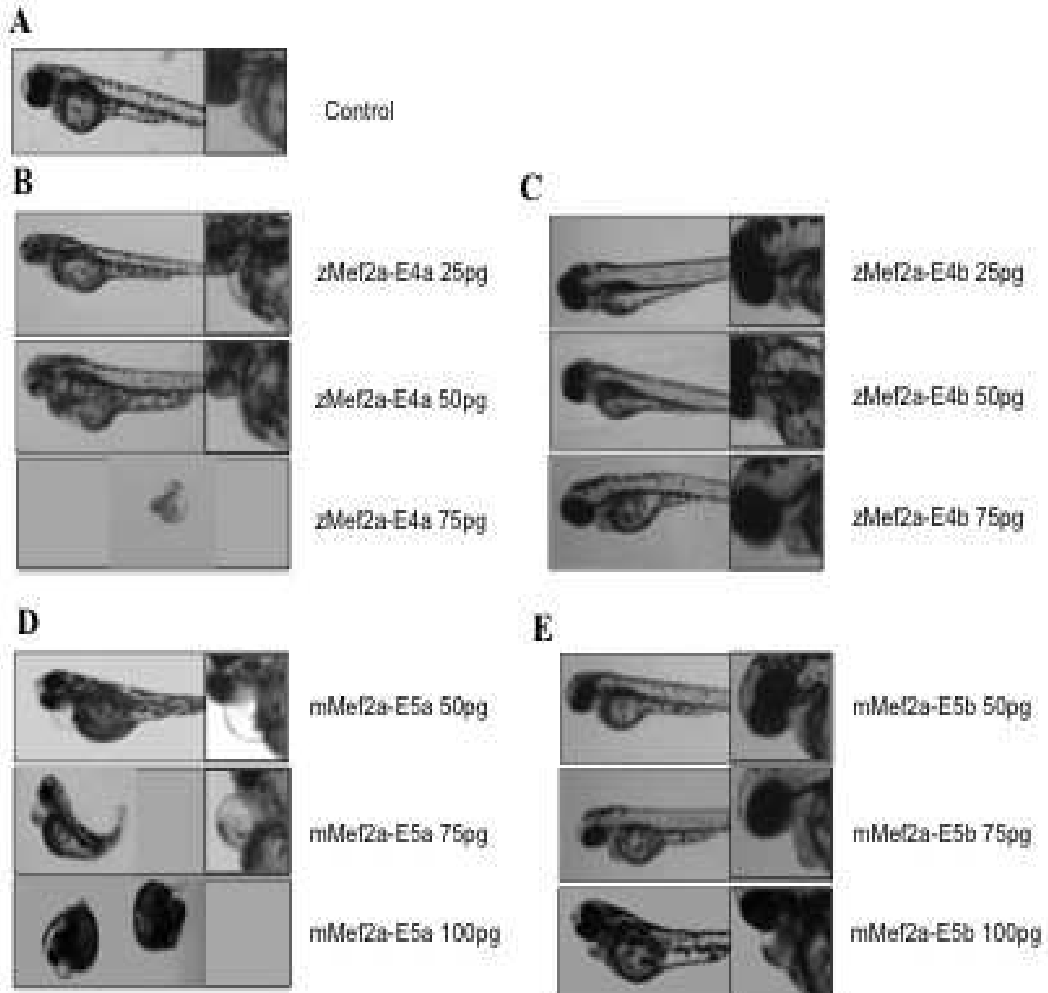 A
Control
B
zMef2a-E4a 25pg
zMef2a-E4a 50pg
zMef2a-E4a 75pg
C
zMef2a-E4b 25pg
zMef2a-E4b 50pg
zMef2a-E4b 75pg
D
mMef2a-E5a 50pg
mMef2a-E5a 75pg
mMef2a-E5a 100pg
E
mMef2a-E5b 50pg
mMef2a-E5b 75pg
mMef2a-E5b 100pg